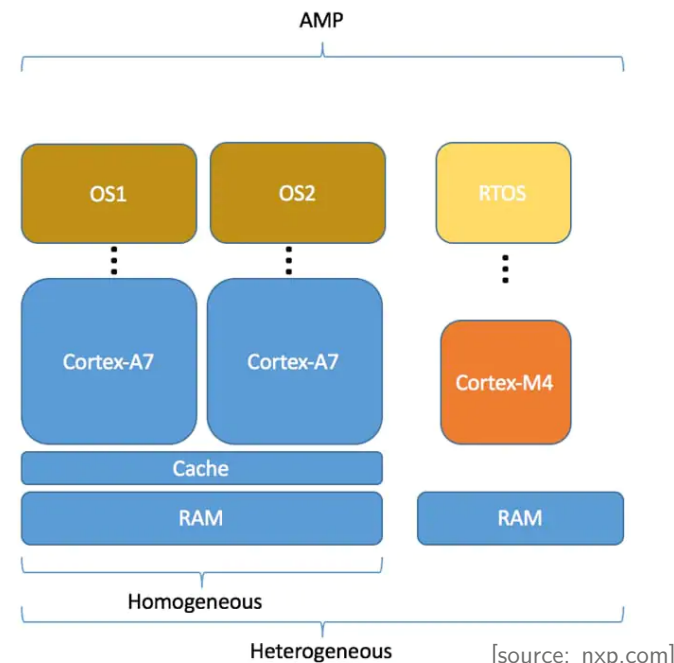 AMP
OS1
OS2
RTOS
Cortex-A7
Cortex-A7
Cortex-M4
Cache
RAM
RAM
Homogeneous
Heterogeneous
[source: nxp.com]